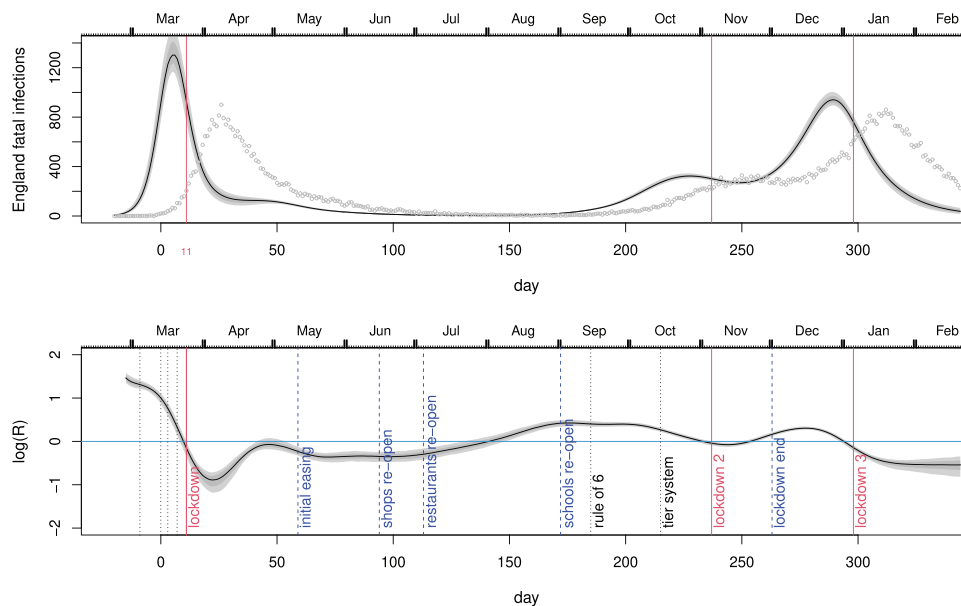 Mar Apr May Jun Jul Aug Sep Oct Nov Dec Jan Feb
England fatal infections
1200
800
400
0
0 50 100 150 200 250 300
11
day
Mar Apr May Jun Jul Aug Sep Oct Nov Dec Jan Feb
log(R)
2
1
0
−1
−2
lockdown
initial easing
shops re−open
restaurants re−open
schools re−open
rule of 6
tier system
lockdown 2
lockdown end
lockdown 3
0 50 100 150 200 250 300
day